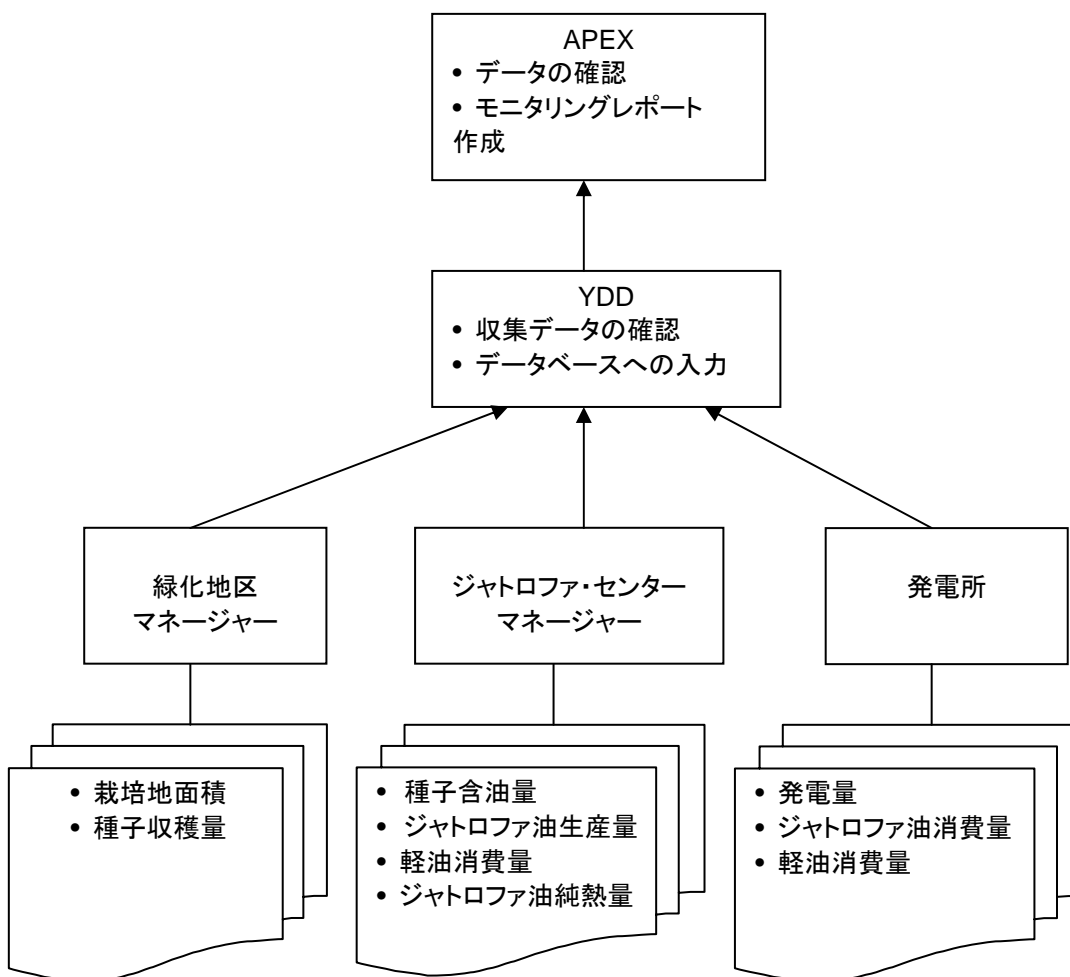 APEX
• データの確認
• モニタリングレポート
作成
YDD
• 収集データの確認
• データベースへの入力
緑化地区
マネージャー
ジャトロファ・センター
マネージャー
発電所
• 栽培地面積
• 種子収穫量
• 種子含油量
• ジャトロファ油生産量
• 軽油消費量
• ジャトロファ油純熱量
• 発電量
• ジャトロファ油消費量
• 軽油消費量